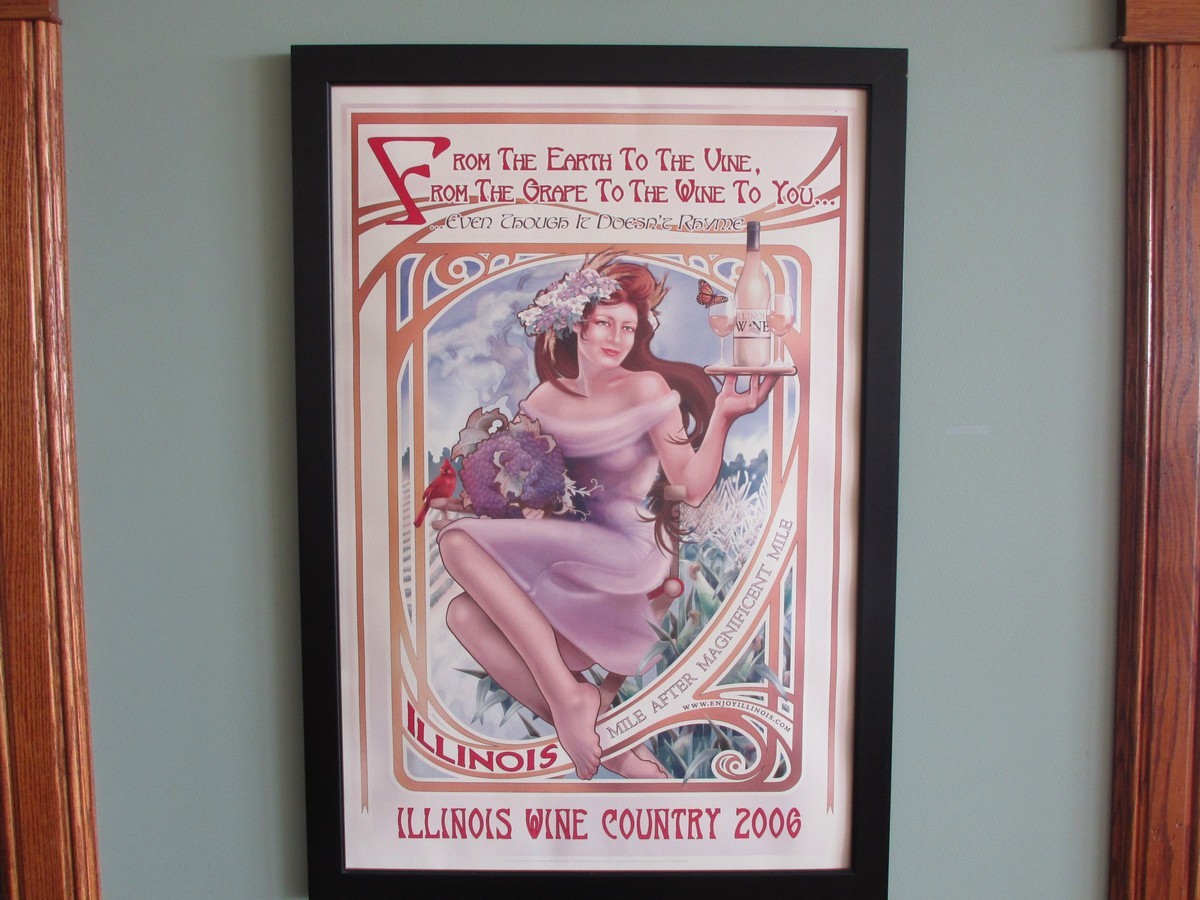 From The Earth To The Vine,
From The Grape To The Wine To You...
...Even Though It Doesn't Rhyme
ILLINOIS
WINE
MILE AFTER MAGNIFICENT MILE
WWW.ENJOYILLINOIS.COM
ILLINOIS
ILLINOIS WINE COUNTRY 2006